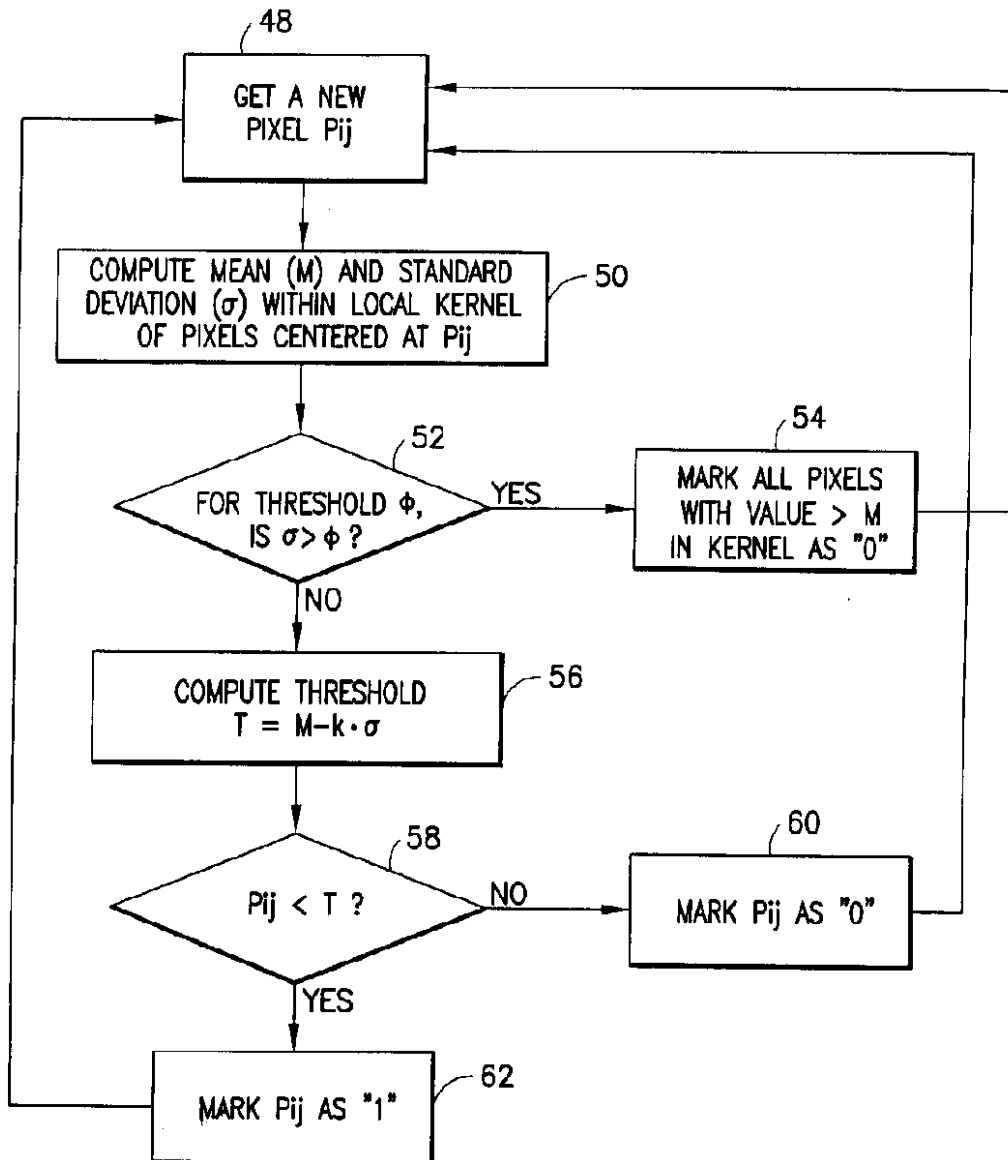 48
GET A NEW
PIXEL Pij
COMPUTE MEAN (M) AND STANDARD
DEVIATION (σ) WITHIN LOCAL KERNEL
OF PIXELS CENTERED AT Pij
50
52
FOR THRESHOLD ϕ,
IS σ > ϕ ?
YES
54
MARK ALL PIXELS
WITH VALUE > M
IN KERNEL AS "0"
NO
COMPUTE THRESHOLD
T = M-k·σ
56
58
Pij < T ?
NO
60
MARK Pij AS "0"
YES
MARK Pij AS "1"
62